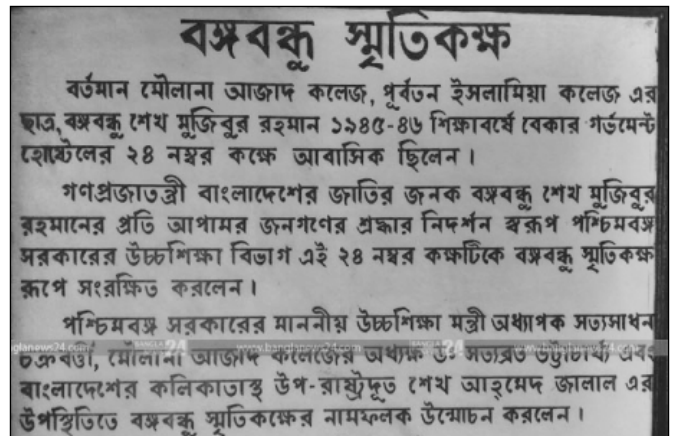 বঙ্গবন্ধু স্মৃতিকক্ষ
বর্তমান মৌলানা আজাদ কলেজ, পূর্বতন ইসলামিয়া কলেজ এর
ছাত্র, বঙ্গবন্ধু শেখ মুজিবুর রহমান ১৯৪৫-৪৬ শিক্ষাবর্ষে বেকার গর্ভমেন্ট
হোষ্টেলের ২৪ নম্বর কক্ষে আবাসিক ছিলেন।
গণপ্রজাতন্ত্রী বাংলাদেশের জাতির জনক বঙ্গবন্ধু শেখ মুজিবুর
রহমানের প্রতি আপামর জনগণের শ্রদ্ধার নিদর্শন স্বরূপ পশ্চিমবঙ্গ
সরকারের উচ্চশিক্ষা বিভাগ এই ২৪ নম্বর কক্ষটিকে বঙ্গবন্ধু স্মৃতিকক্ষ
রূপে সংরক্ষিত করলেন।
পশ্চিমবঙ্গ সরকারের মাননীয় উচ্চশিক্ষা মন্ত্রী অধ্যাপক সত্যসাধন
চক্রবর্তী, মৌলানা আজাদ কলেজের অধ্যক্ষ ডঃ সত্যব্রত ভট্টাচার্য্য এবং
বাংলাদেশের কলিকাতাস্থ উপ-রাষ্ট্রদূত শেখ আহ্‌মেদ জালাল এর
উপস্থিতিতে বঙ্গবন্ধু স্মৃতিকক্ষের নামফলক উন্মোচন করলেন।